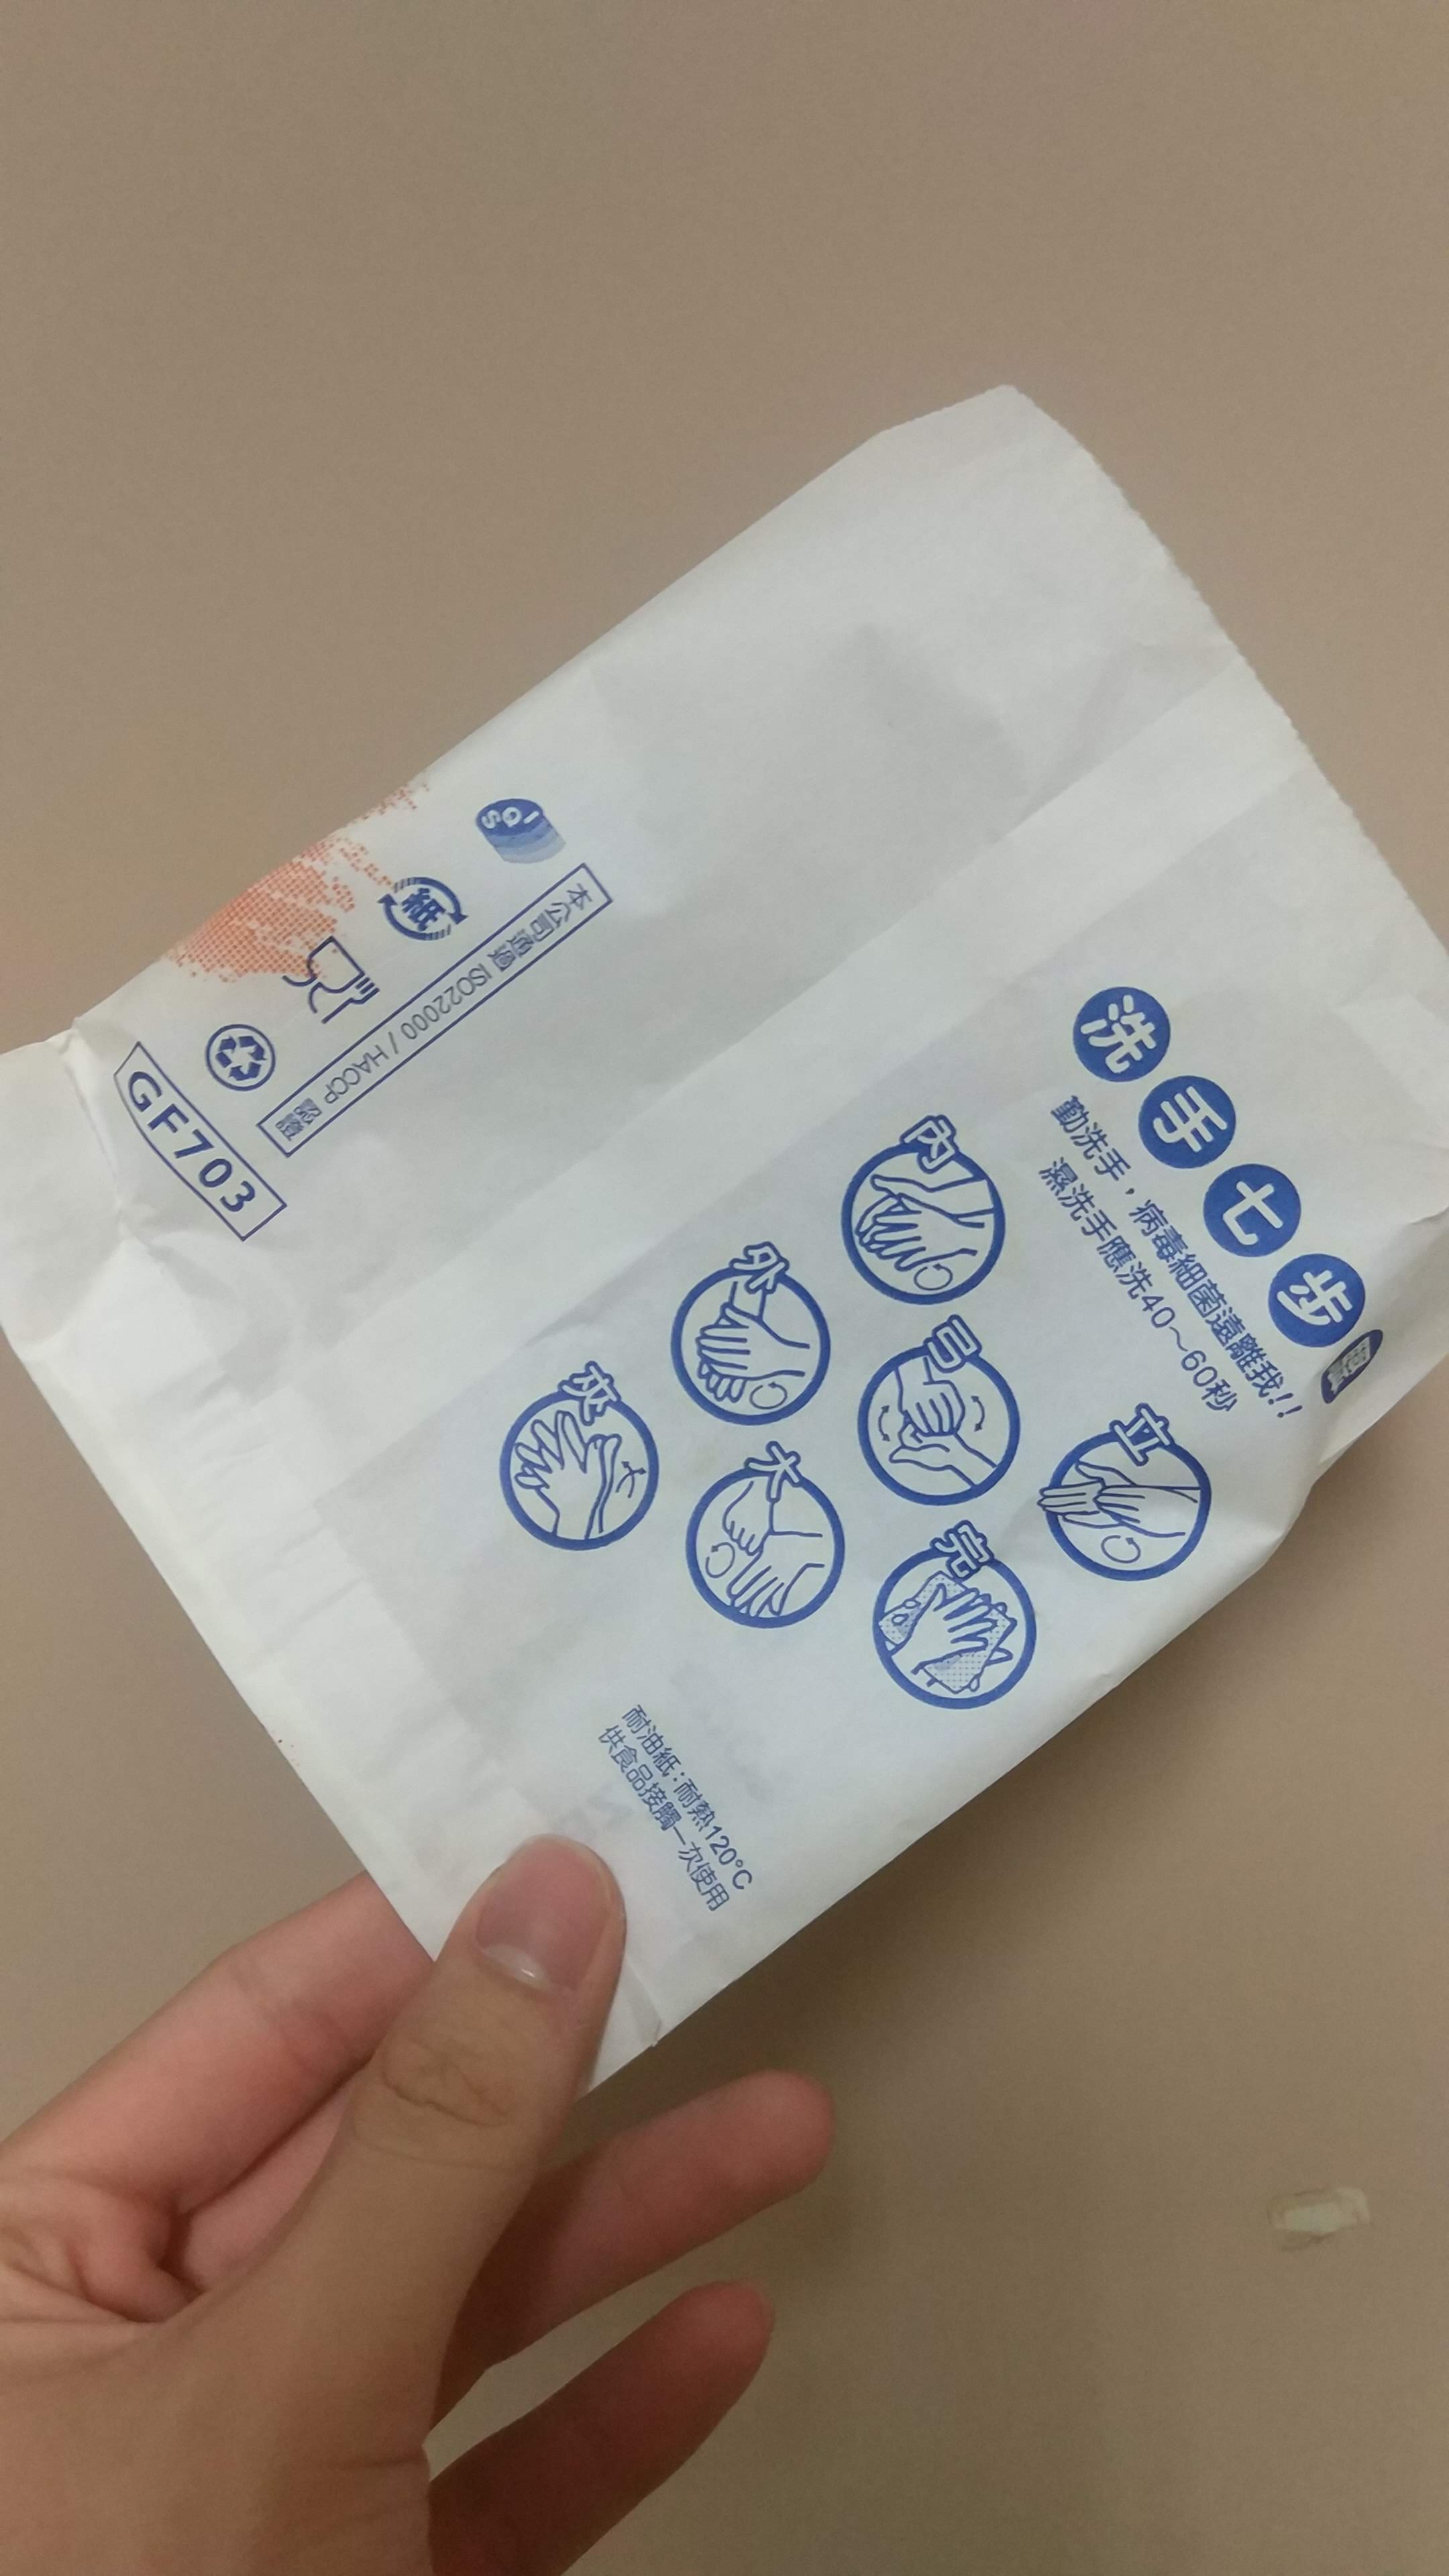 洗手七步驟
勤洗手，病毒細菌遠離我!!
濕洗手應洗40～60秒
內
外
夾
弓
大
立
完
耐油紙：耐熱120°C
供食品接觸一次使用
本公司通過 ISO22000 / HACCP 認證
紙
GF703